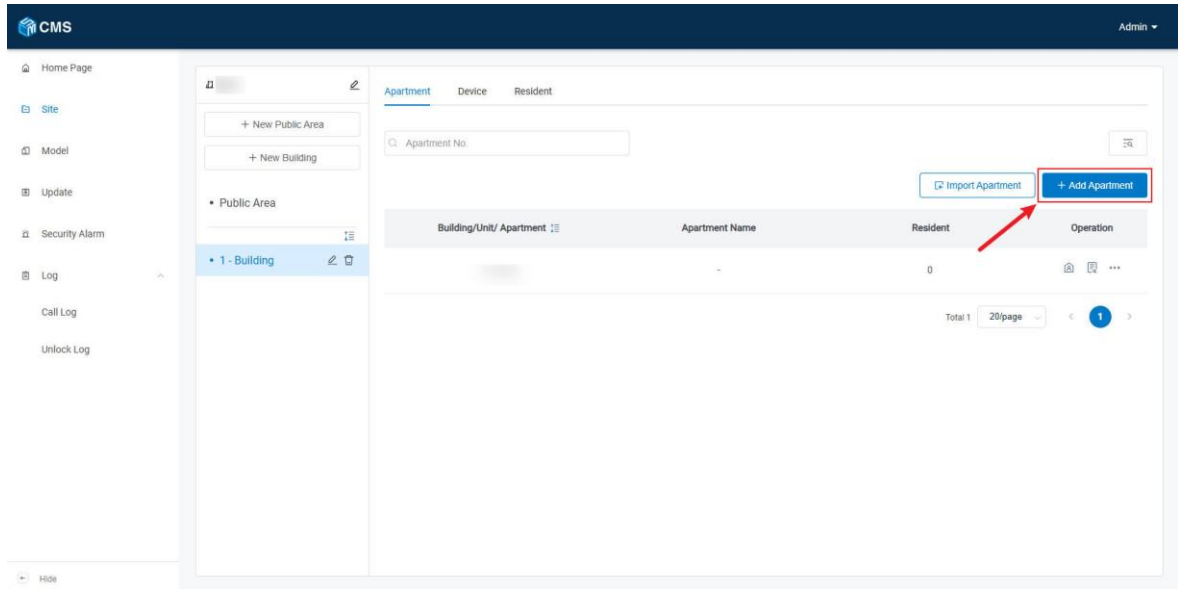 CMS
Admin
Home Page
Site
Model
Update
Security Alarm
Log
Call Log
Unlock Log
Hide
+ New Public Area
+ New Building
• Public Area
• 1 - Building
Apartment Device Resident
Apartment No.
Import Apartment + Add Apartment
Building/Unit/ Apartment Apartment Name Resident Operation
- 0
Total 1 20/page 1